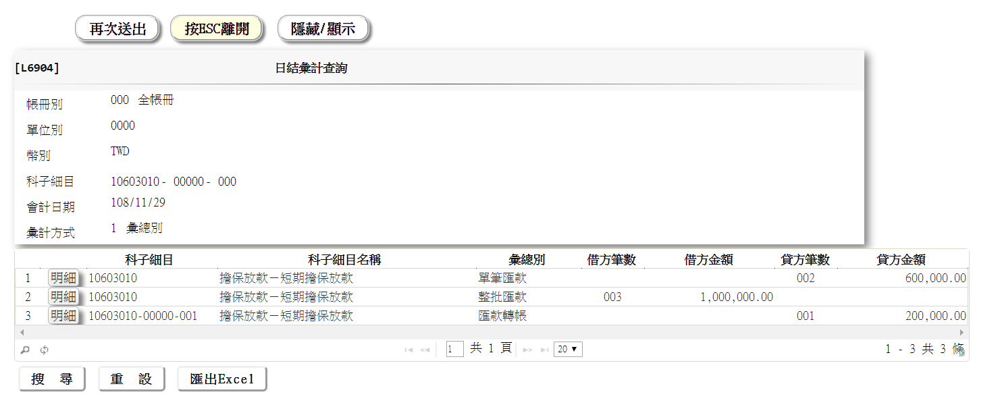 再次送出 按ESC離開 隱藏/顯示
[L6904] 日結彙計查詢
帳冊別 000 全帳冊
單位別 0000
幣別 TWD
科子細目 10603010- 00000- 000
會計日期 108/11/29
彙計方式 1 彙總別
科子細目 科子細目名稱 彙總別 借方筆數 借方金額 貸方筆數 貸方金額
1 明細 10603010 擔保放款－短期擔保放款 單筆匯款 002 600,000.00
2 明細 10603010 擔保放款－短期擔保放款 整批匯款 003 1,000,000.00
3 明細 10603010-00000-001 擔保放款－短期擔保放款 匯款轉帳 001 200,000.00
1 共 1 頁 20 1 - 3 共 3 條
搜 尋 重 設 匯出Excel